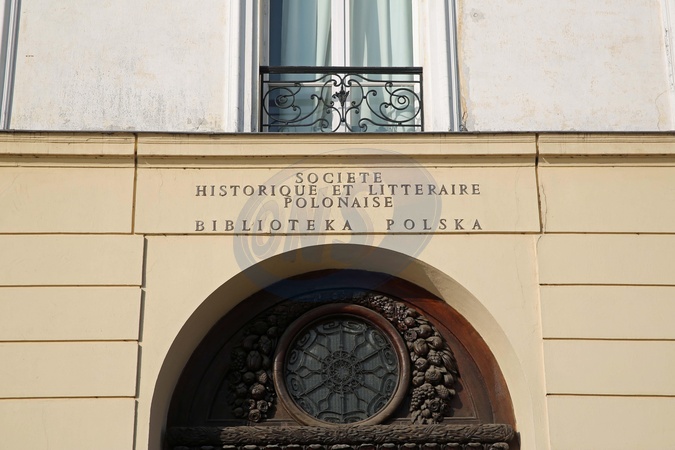 SOCIETE
HISTORIQUE ET LITTERAIRE
POLONAISE
BIBLIOTEKA POLSKA